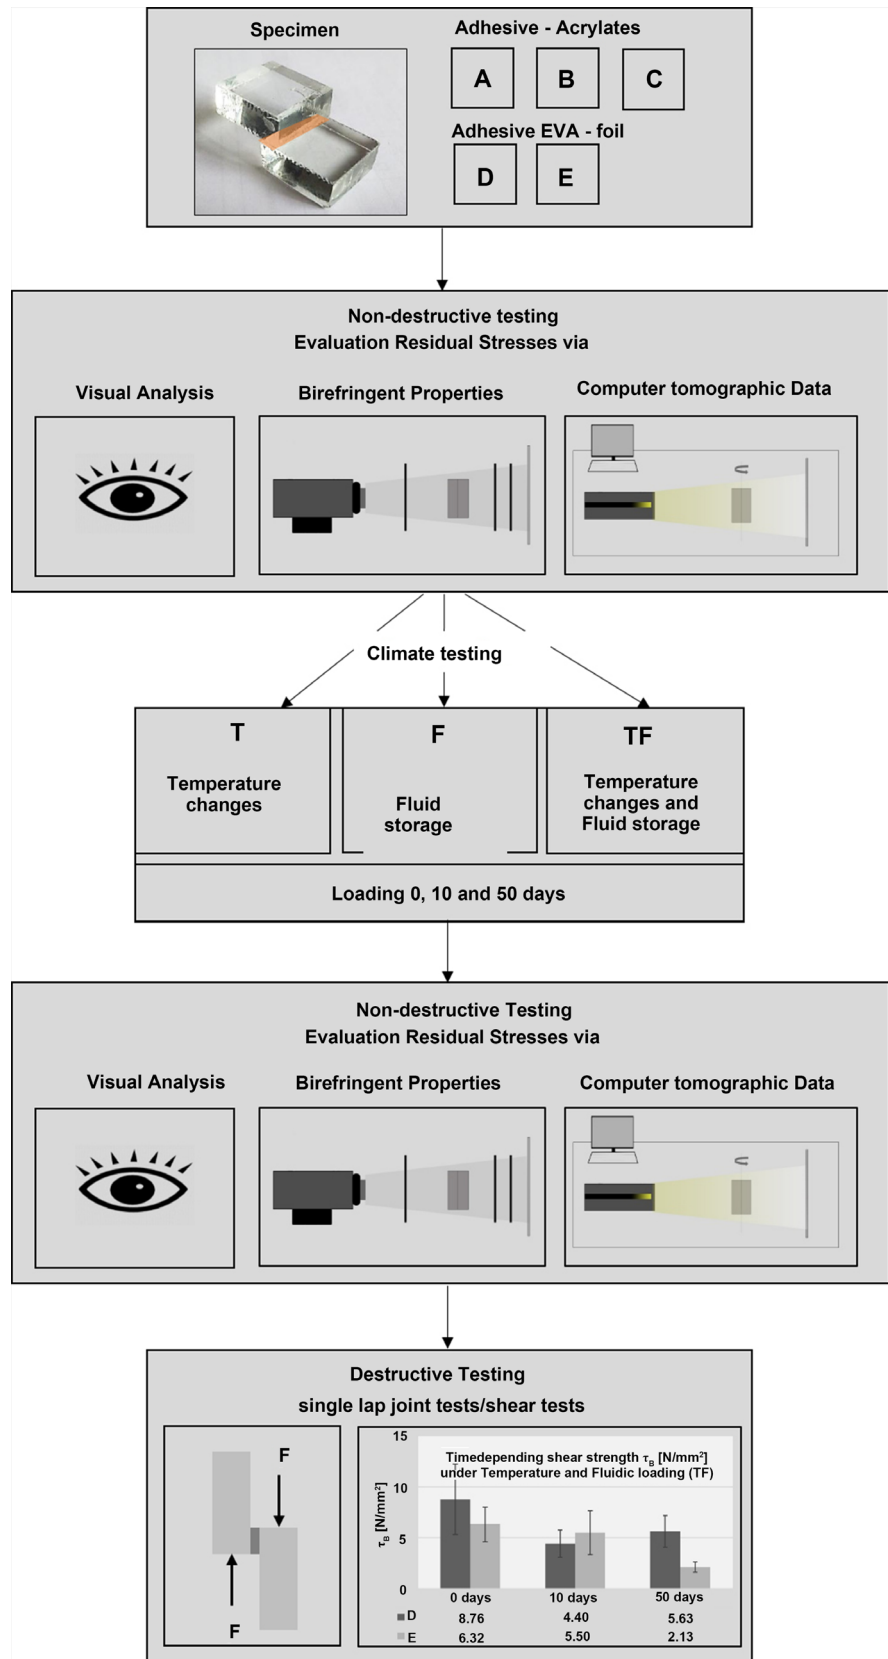 Specimen
Adhesive - Acrylates
A B C
Adhesive EVA - foil
D E
Non-destructive testing
Evaluation Residual Stresses via
Visual Analysis
Birefringent Properties
Computer tomographic Data
Climate testing
T
Temperature
changes
F
Fluid
storage
TF
Temperature
changes and
Fluid storage
Loading 0, 10 and 50 days
Non-destructive Testing
Evaluation Residual Stresses via
Visual Analysis
Birefringent Properties
Computer tomographic Data
Destructive Testing
single lap joint tests/shear tests
F
F
Timedepending shear strength τB [N/mm²]
under Temperature and Fluidic loading (TF)
τB [N/mm²]
15
10
5
0
0 days 10 days 50 days
D 8.76 4.40 5.63
E 6.32 5.50 2.13